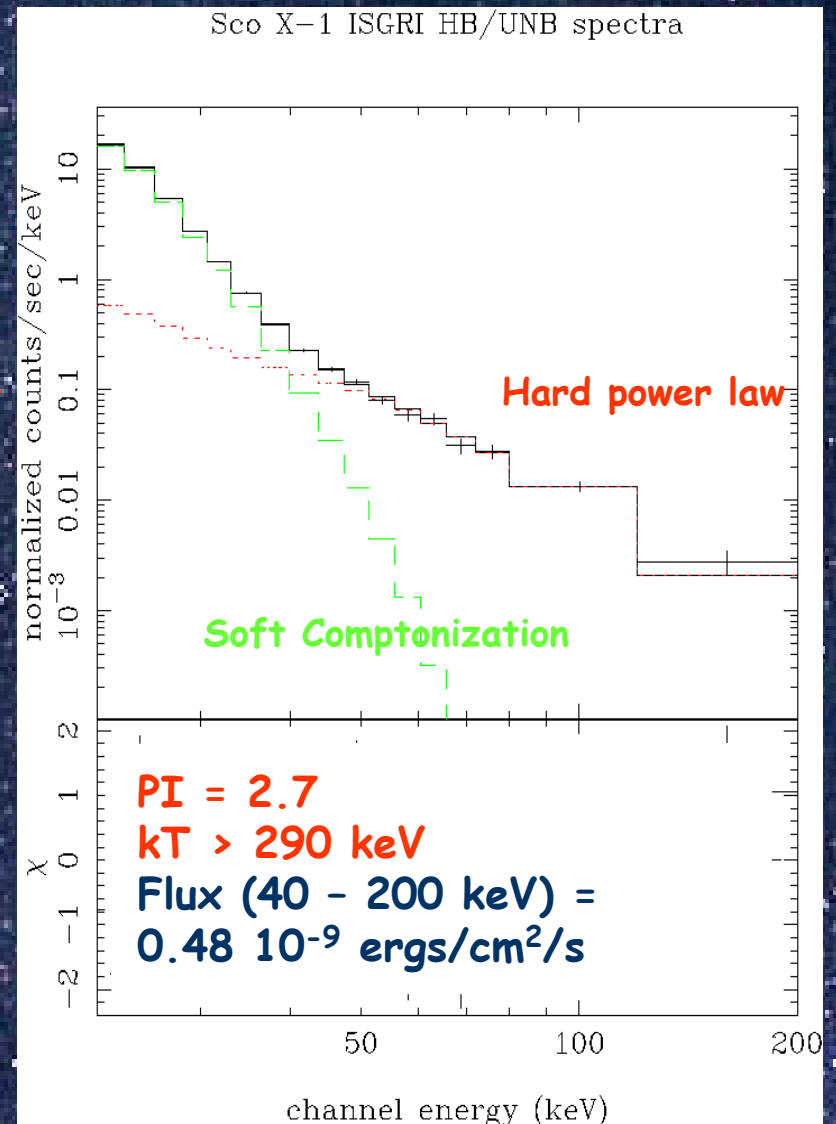 Sco X−1 ISGRI HB/UNB spectra
normalized counts/sec/keV
10
1
0.1
0.01
10⁻³
Hard power law
Soft Comptonization
χ
2
1
0
−1
−2
PI = 2.7
kT > 290 keV
Flux (40 – 200 keV) =
0.48 10⁻⁹ ergs/cm²/s
50 100 200
channel energy (keV)